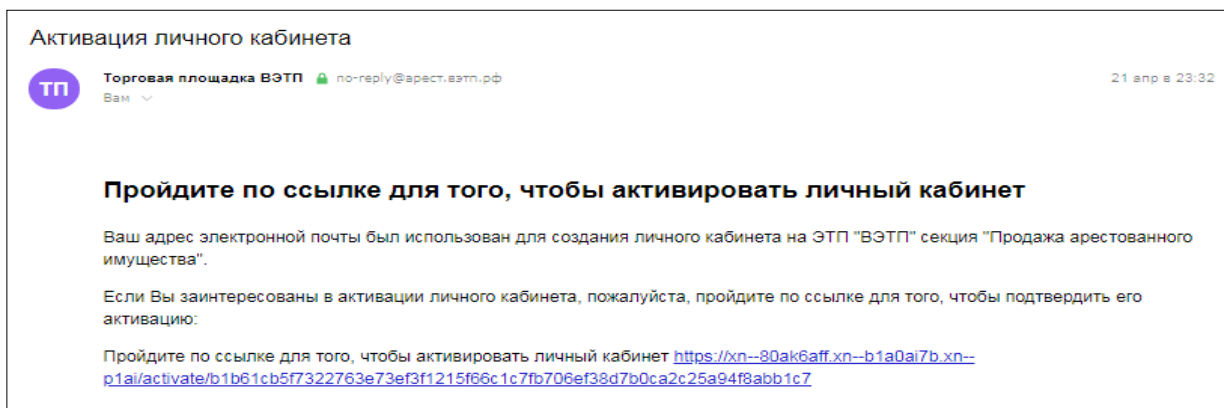 Активация личного кабинета
ТП
Торговая площадка ВЭТП no-reply@арест.вэтп.рф
21 апр в 23:32
Вам
Пройдите по ссылке для того, чтобы активировать личный кабинет
Ваш адрес электронной почты был использован для создания личного кабинета на ЭТП "ВЭТП" секция "Продажа арестованного
имущества".
Если Вы заинтересованы в активации личного кабинета, пожалуйста, пройдите по ссылке для того, чтобы подтвердить его
активацию:
Пройдите по ссылке для того, чтобы активировать личный кабинет https://xn--80ak6aff.xn--b1a0ai7b.xn--
p1ai/activate/b1b61cb5f7322763e73ef3f1215f66c1c7fb706ef38d7b0ca2c25a94f8abb1c7